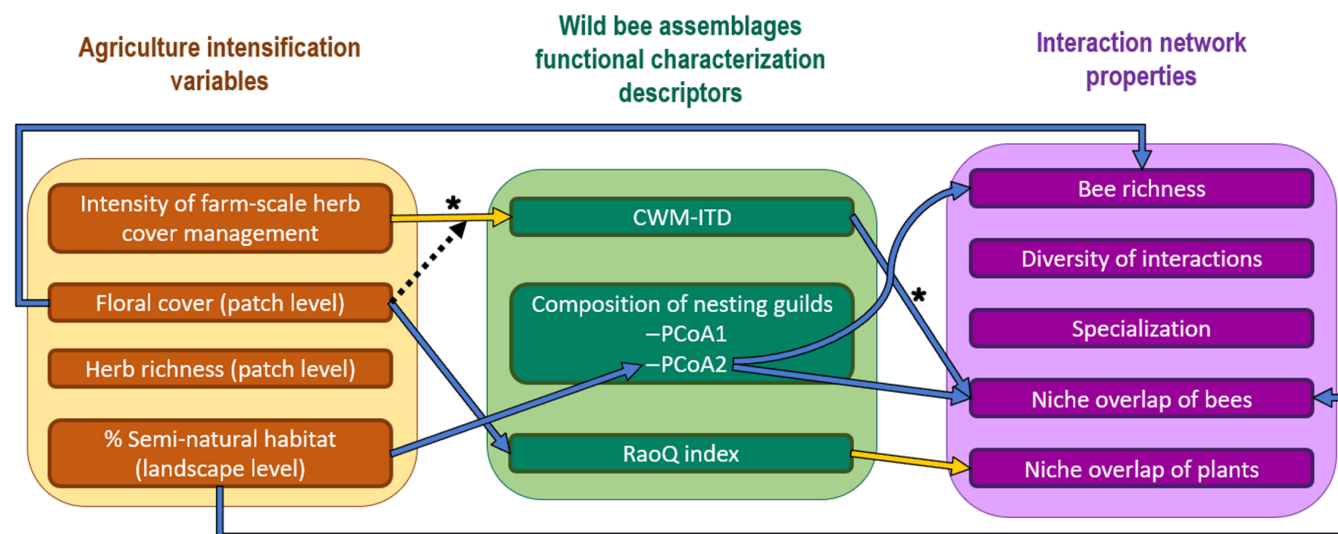 Agriculture intensification
variables
Wild bee assemblages
functional characterization
descriptors
Interaction network
properties
Intensity of farm-scale herb
cover management
Floral cover (patch level)
Herb richness (patch level)
% Semi-natural habitat
(landscape level)
*
CWM-ITD
Composition of nesting guilds
–PCoA1
–PCoA2
RaoQ index
*
Bee richness
Diversity of interactions
Specialization
Niche overlap of bees
Niche overlap of plants